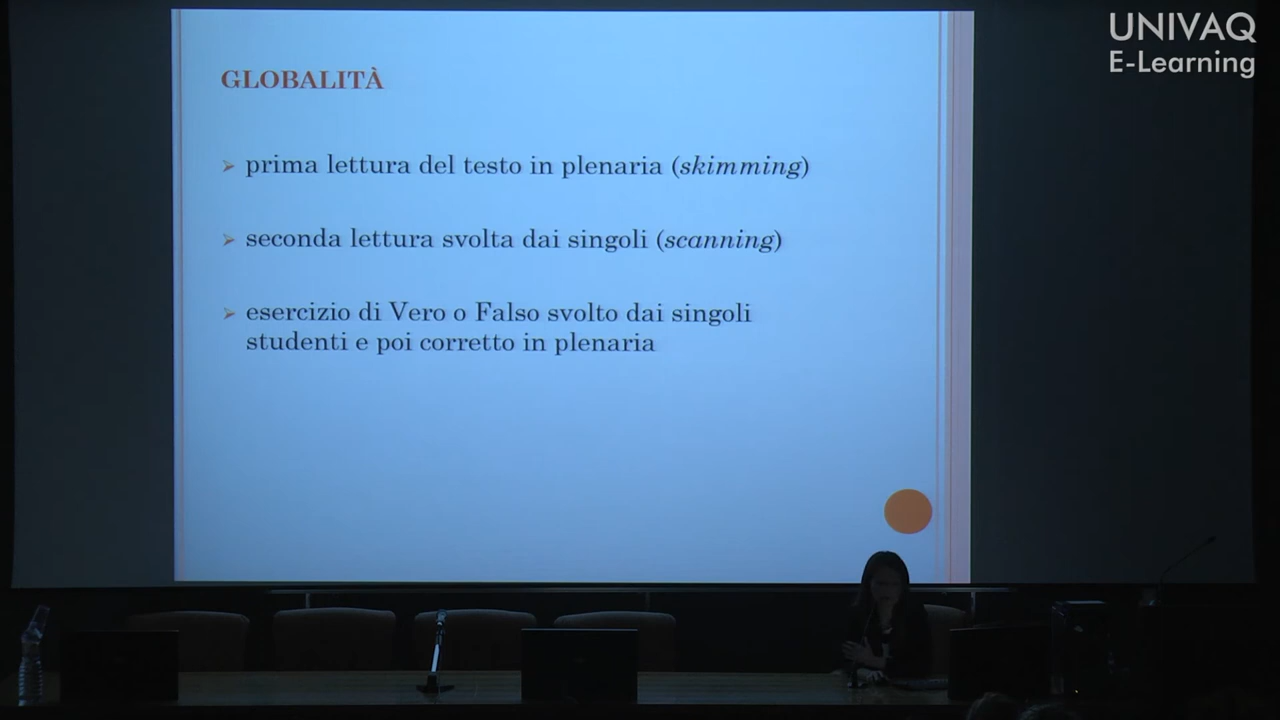 UNIVAQ
E-Learning
GLOBALITÀ
prima lettura del testo in plenaria (skimming)
seconda lettura svolta dai singoli (scanning)
esercizio di Vero o Falso svolto dai singoli
studenti e poi corretto in plenaria